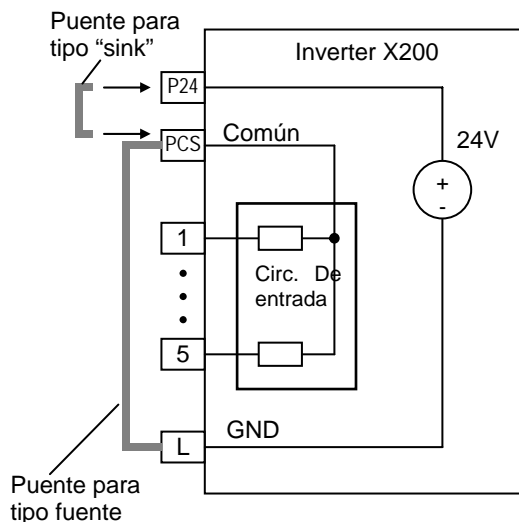 Puente para
tipo “sink”
Inverter X200
P24
PCS
Común
24V
+
-
1
Circ. De
entrada
5
GND
L
Puente para
tipo fuente